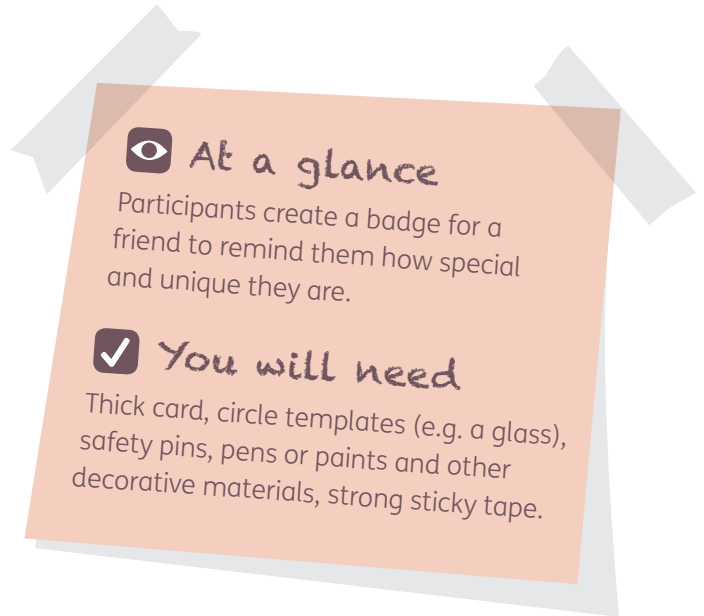 At a glance
Participants create a badge for a
friend to remind them how special
and unique they are.
You will need
Thick card, circle templates (e.g. a glass),
safety pins, pens or paints and other
decorative materials, strong sticky tape.